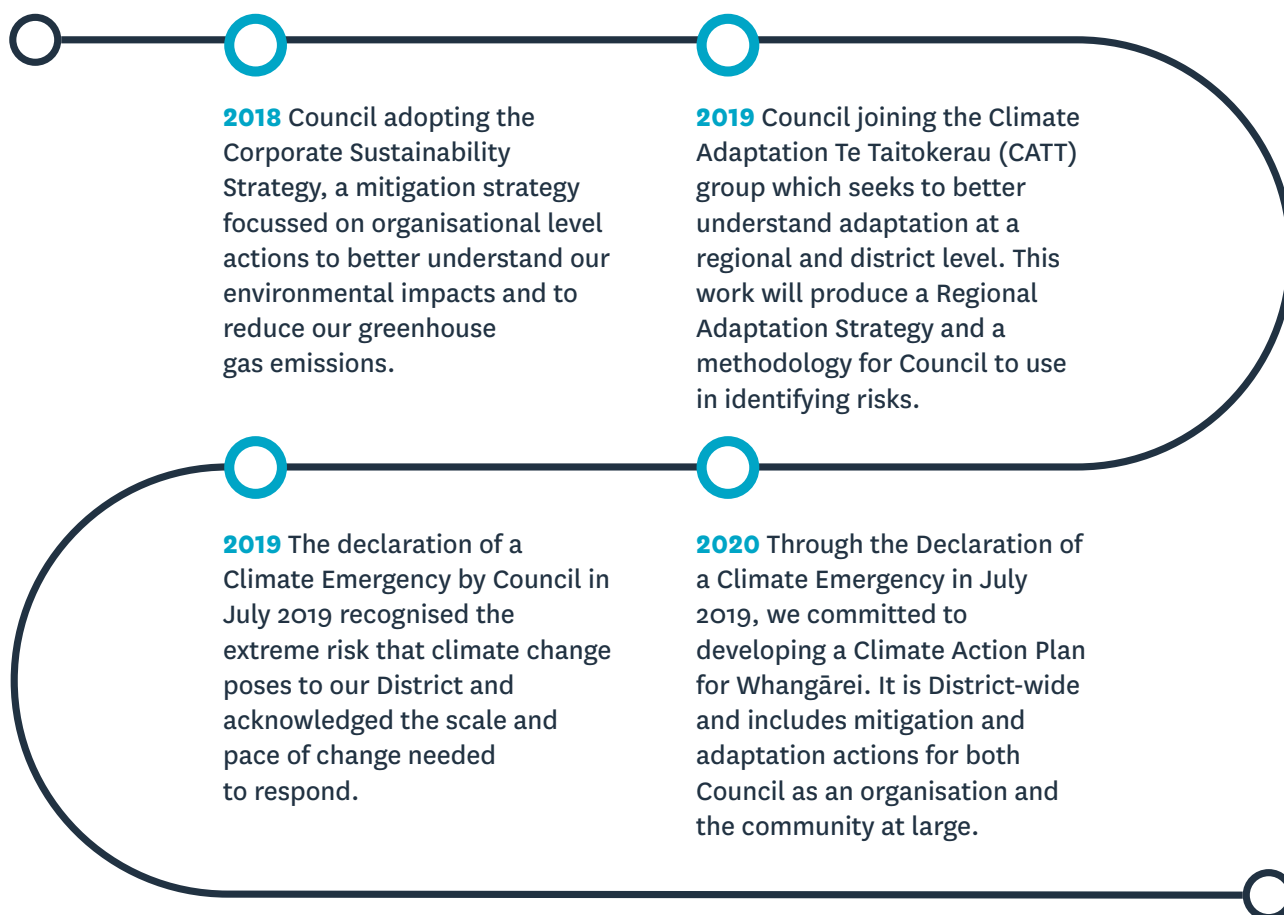 2018 Council adopting the
Corporate Sustainability
Strategy, a mitigation strategy
focussed on organisational level
actions to better understand our
environmental impacts and to
reduce our greenhouse
gas emissions.
2019 Council joining the Climate
Adaptation Te Taitokerau (CATT)
group which seeks to better
understand adaptation at a
regional and district level. This
work will produce a Regional
Adaptation Strategy and a
methodology for Council to use
in identifying risks.
2019 The declaration of a
Climate Emergency by Council in
July 2019 recognised the
extreme risk that climate change
poses to our District and
acknowledged the scale and
pace of change needed
to respond.
2020 Through the Declaration of
a Climate Emergency in July
2019, we committed to
developing a Climate Action Plan
for Whangārei. It is District-wide
and includes mitigation and
adaptation actions for both
Council as an organisation and
the community at large.